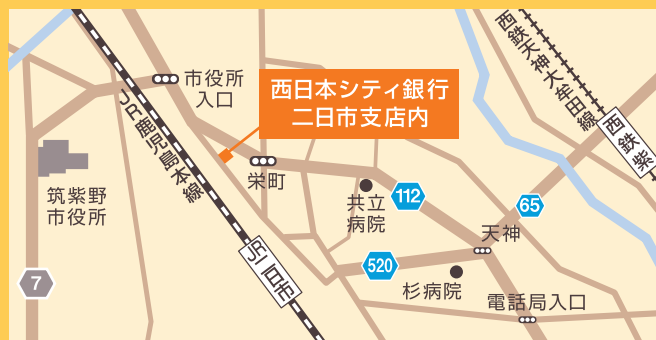 西鉄天神大牟田線
西鉄紫
市役所
入口
西日本シティ銀行
二日市支店内
JR鹿児島本線
筑紫野
市役所
栄町
共立
病院
112
65
天神
JR二日市
520
7
杉病院
電話局入口